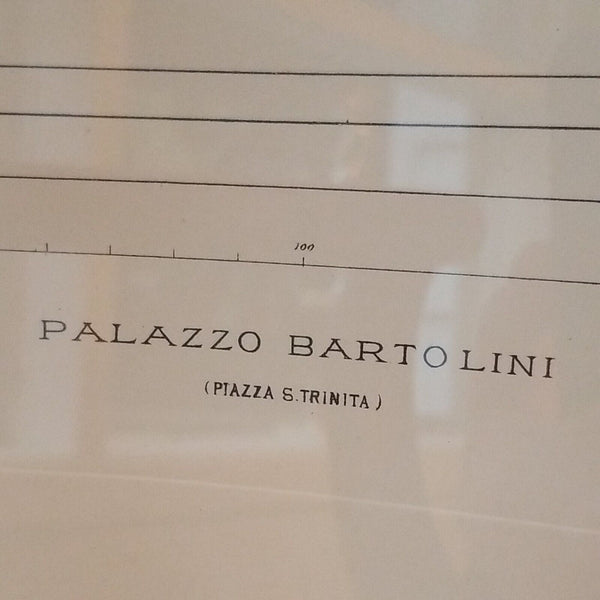 100
PALAZZO BARTOLINI
(PIAZZA S. TRINITA)